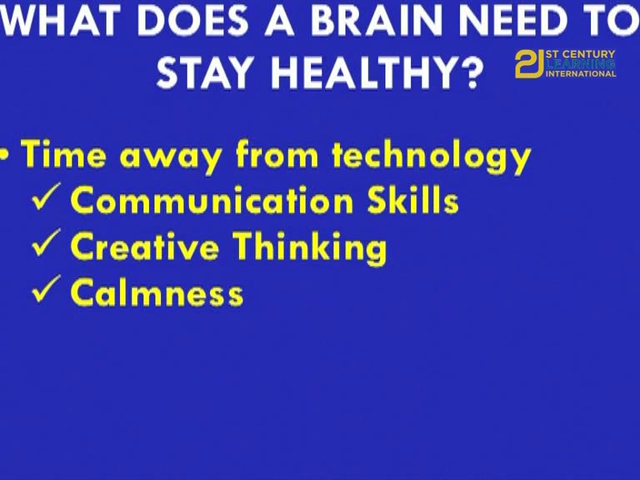 WHAT DOES A BRAIN NEED TO
STAY HEALTHY?
21ST CENTURY
LEARNING
INTERNATIONAL
• Time away from technology
✓ Communication Skills
✓ Creative Thinking
✓ Calmness